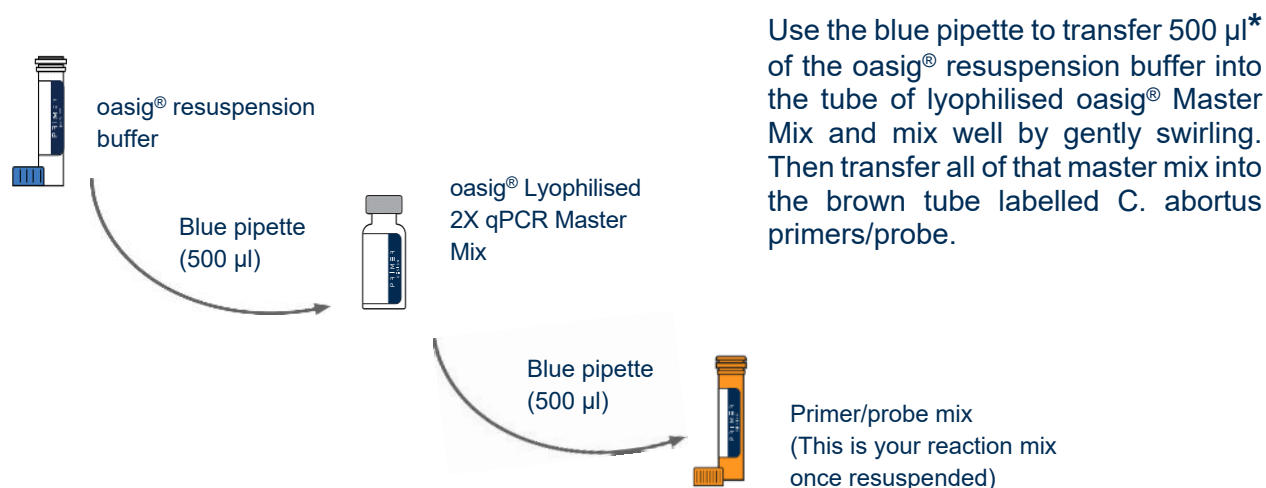 oasig® resuspension
buffer
Blue pipette
(500 µl)
oasig® Lyophilised
2X qPCR Master
Mix
Blue pipette
(500 µl)
Primer/probe mix
(This is your reaction mix
once resuspended)
PRIMER
PRIMER
PRIMER
Use the blue pipette to transfer 500 µl*
of the oasig® resuspension buffer into
the tube of lyophilised oasig® Master
Mix and mix well by gently swirling.
Then transfer all of that master mix into
the brown tube labelled C. abortus
primers/probe.